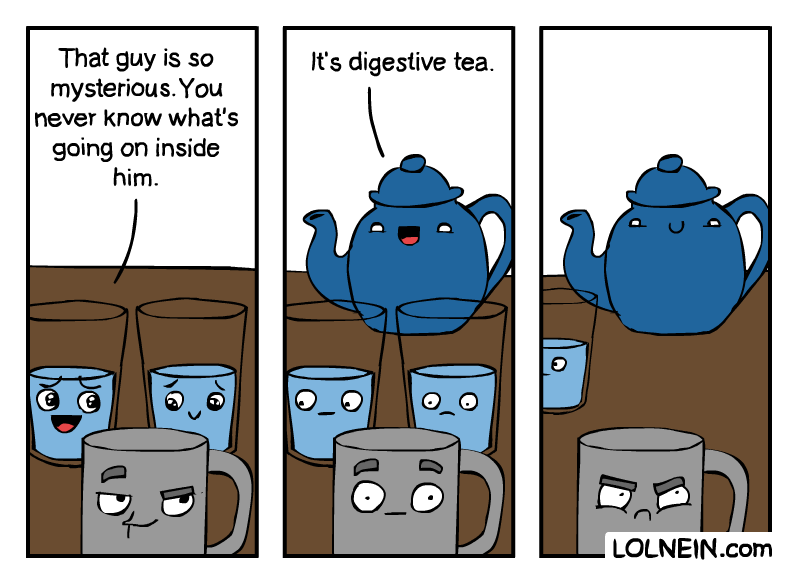 That guy is so
mysterious. You
never know what's
going on inside
him.
It's digestive tea.
LOLNEIN.com